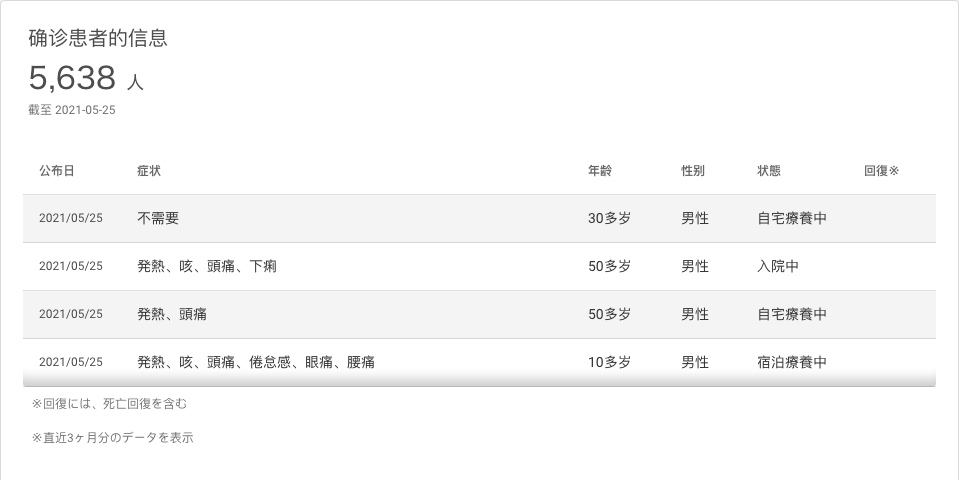 确诊患者的信息
5,638 人
截至 2021-05-25
公布日 症状 年龄 性别 状態 回復※
2021/05/25 不需要 30多岁 男性 自宅療養中
2021/05/25 発熱、咳、頭痛、下痢 50多岁 男性 入院中
2021/05/25 発熱、頭痛 50多岁 男性 自宅療養中
2021/05/25 発熱、咳、頭痛、倦怠感、眼痛、腰痛 10多岁 男性 宿泊療養中
※回復には、死亡回復を含む
※直近3ヶ月分のデータを表示